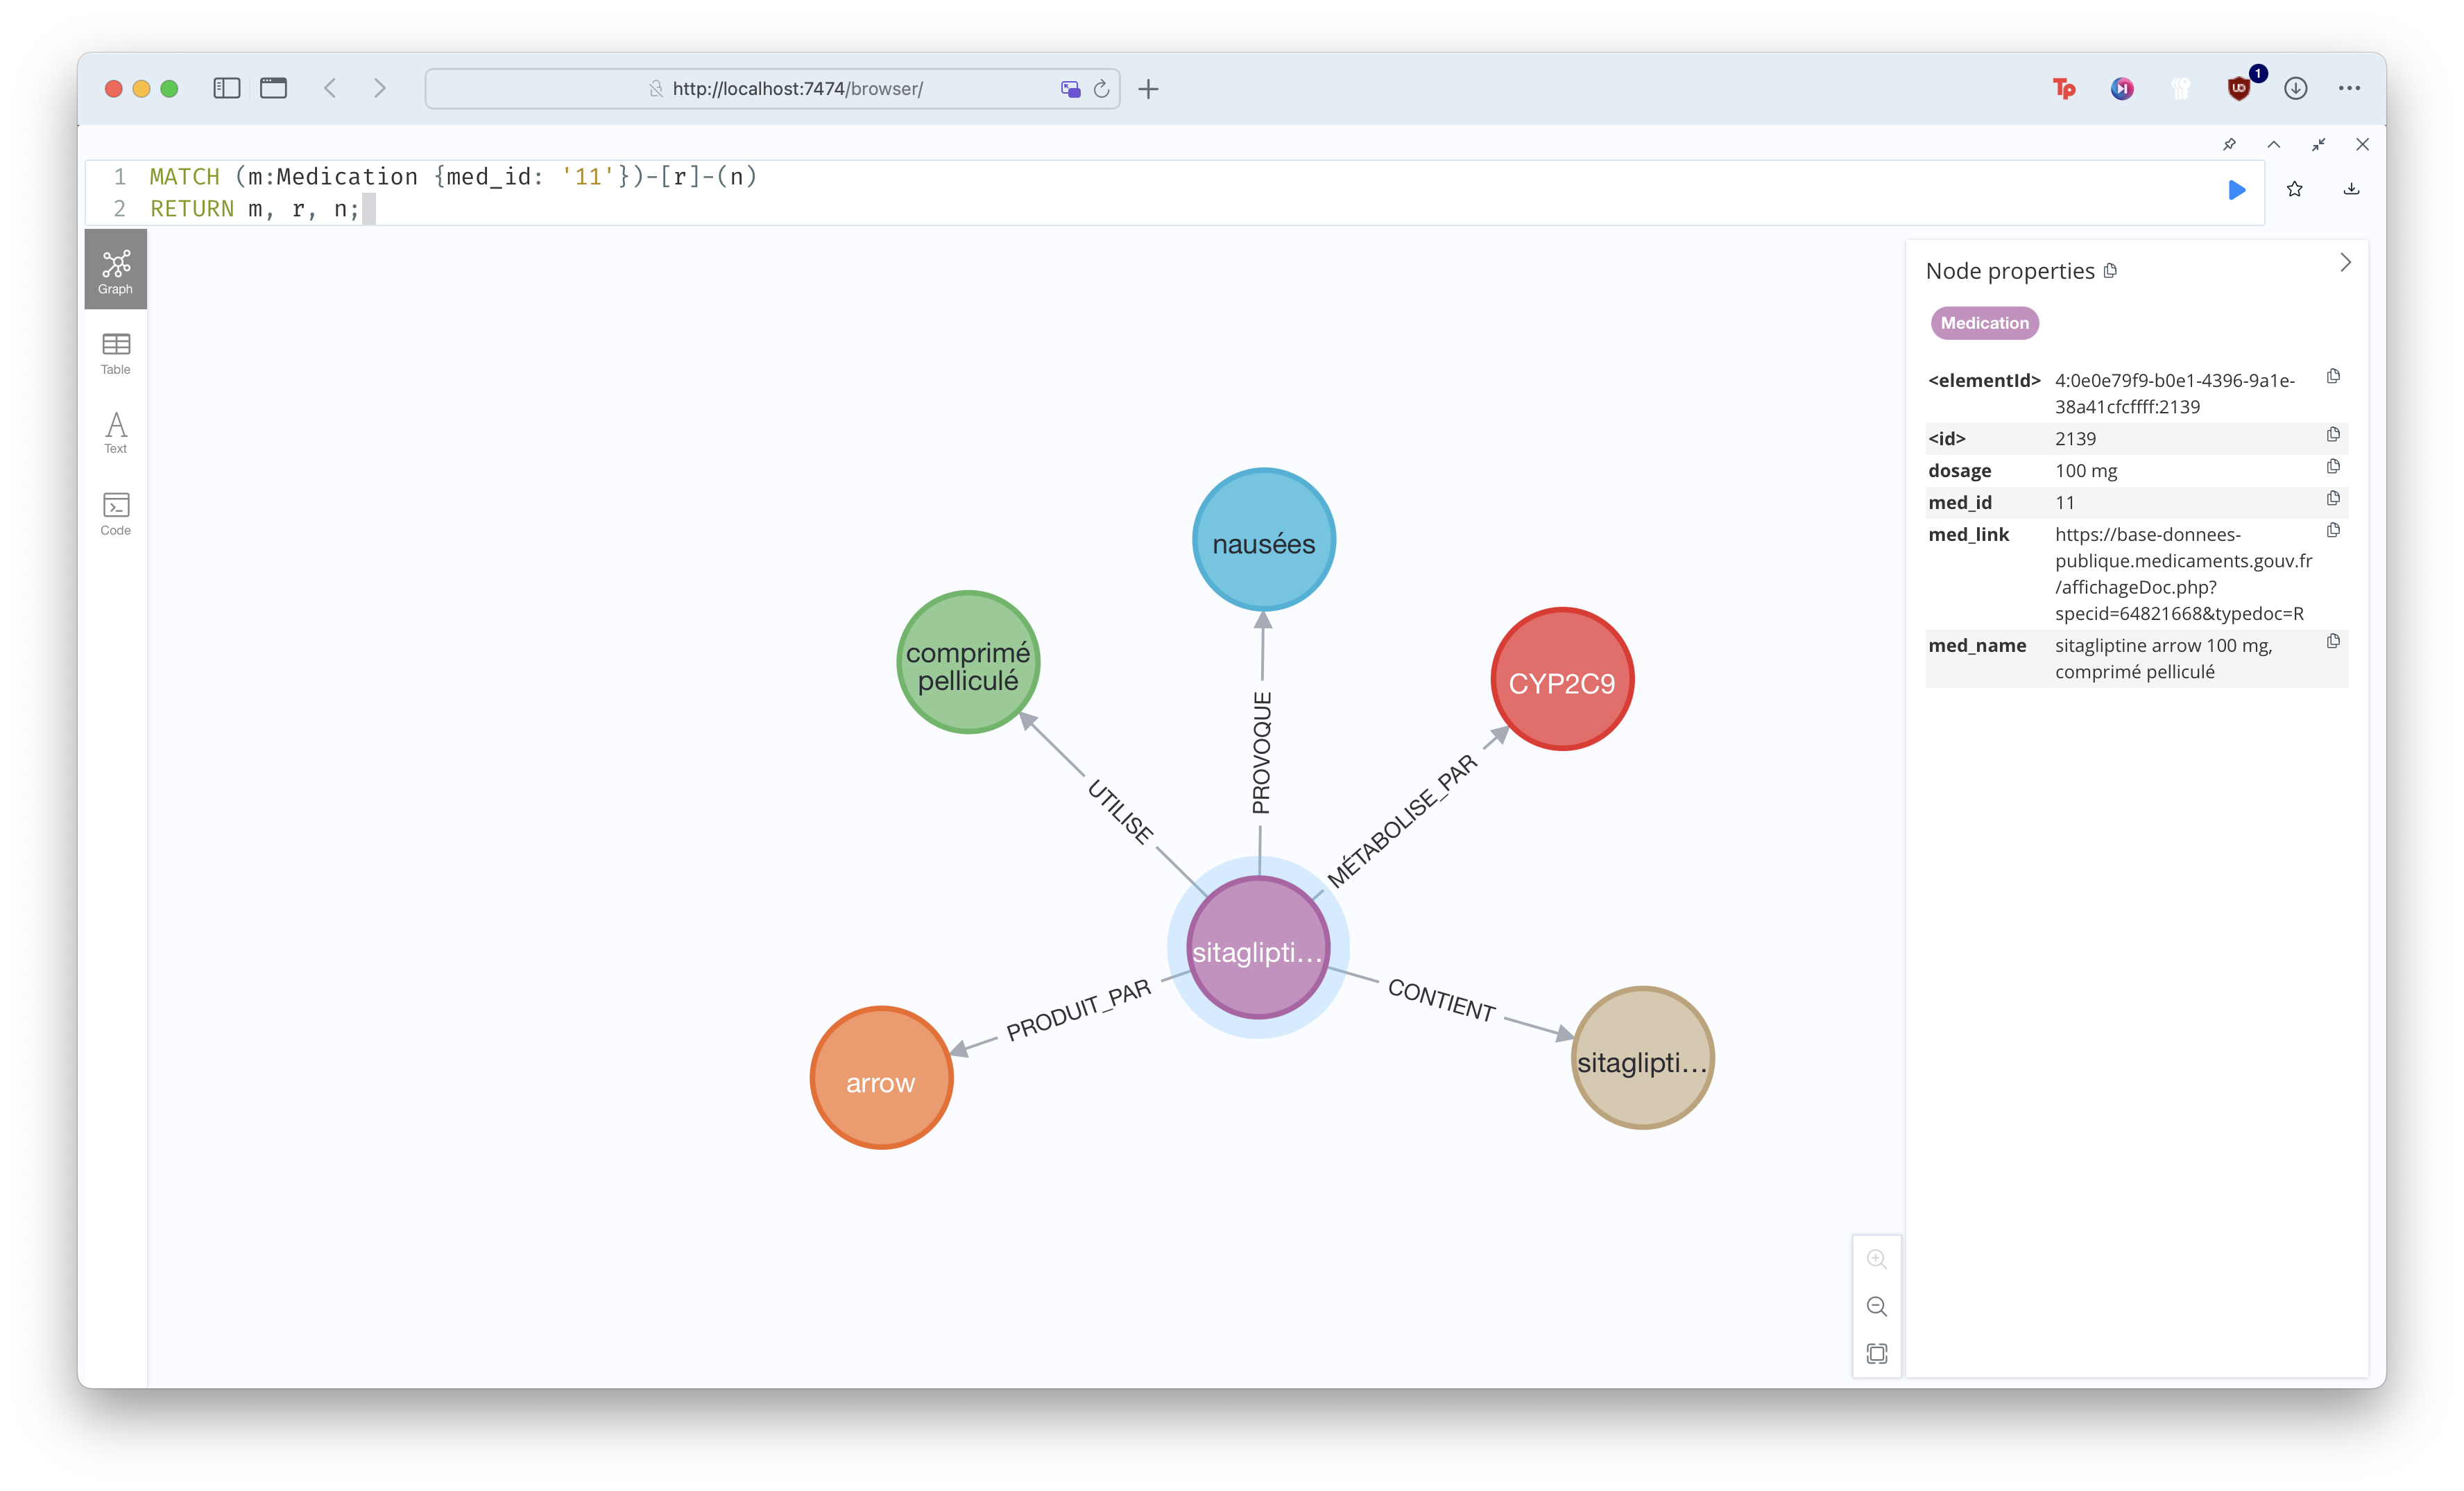 http://localhost:7474/browser/
Tp
UD
1
1 MATCH (m:Medication {med_id: '11'})-[r]-(n)
2 RETURN m, r, n;
Graph
Table
Text
Code
nausées
comprimé
pelliculé
CYP2C9
PROVOQUE
UTILISE
MÉTABOLISE_PAR
sitaglipti...
PRODUIT_PAR
CONTIENT
arrow
sitaglipti...
Node properties
Medication
<elementId> 4:0e0e79f9-b0e1-4396-9a1e-
38a41cfcffff:2139
<id> 2139
dosage 100 mg
med_id 11
med_link https://base-donnees-
publique.medicaments.gouv.fr
/affichageDoc.php?
specid=64821668&typedoc=R
med_name sitagliptine arrow 100 mg,
comprimé pelliculé